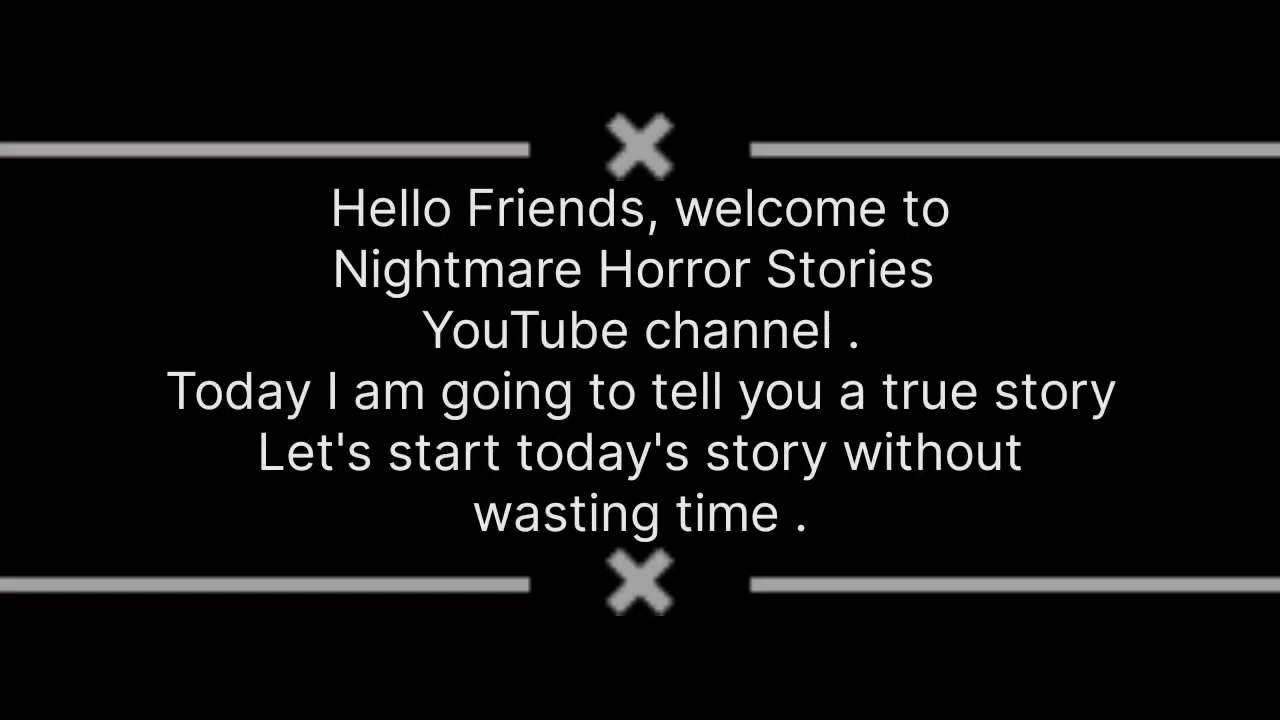 Hello Friends, welcome to
Nightmare Horror Stories
YouTube channel .
Today I am going to tell you a true story
Let's start today's story without
wasting time .